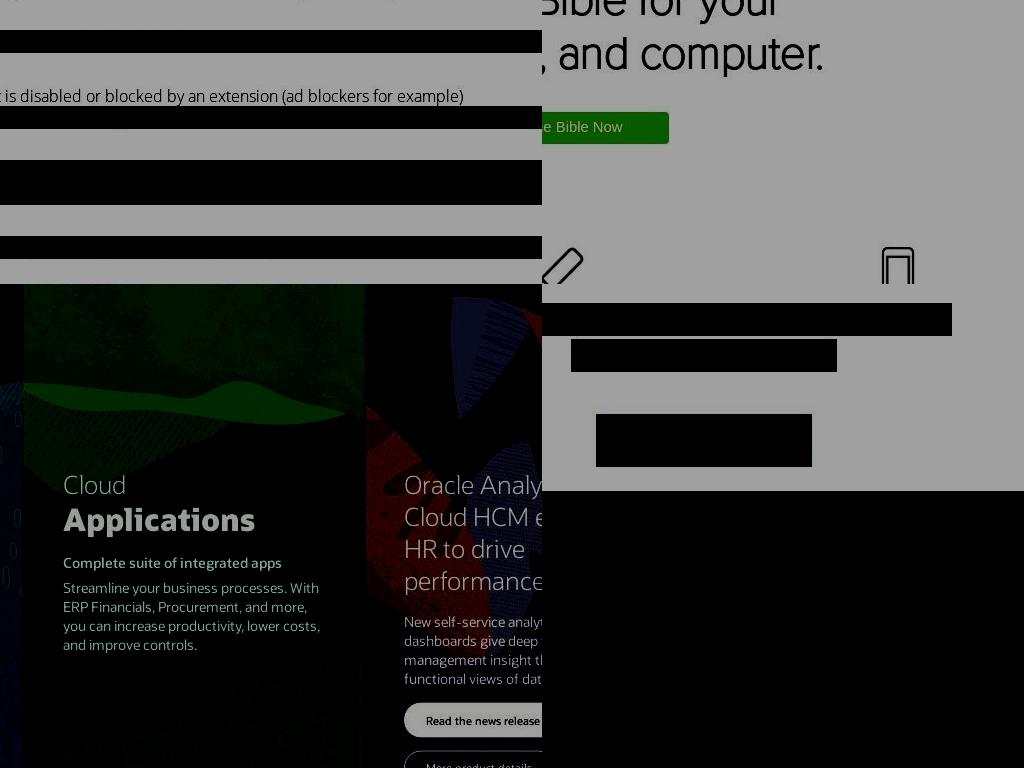 is disabled or blocked by an extension (ad blockers for example)
Bible for your
, and computer.
Bible Now
Cloud
Applications
Complete suite of integrated apps
Streamline your business processes. With
ERP Financials, Procurement, and more,
you can increase productivity, lower costs,
and improve controls.
Oracle Analy
Cloud HCM e
HR to drive
performance
New self-service analyt
dashboards give deep
management insight th
functional views of dat
Read the news release
More product details